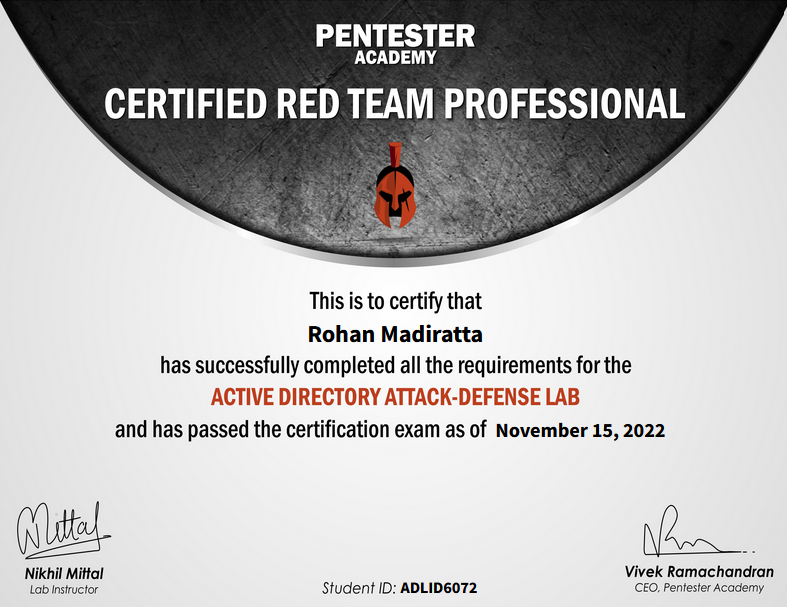 PENTESTER
ACADEMY
CERTIFIED RED TEAM PROFESSIONAL
This is to certify that
Rohan Madiratta
has successfully completed all the requirements for the
ACTIVE DIRECTORY ATTACK-DEFENSE LAB
and has passed the certification exam as of November 15, 2022
Mittal
Nikhil Mittal
Lab Instructor
Student ID: ADLID6072
Vivek Ramachandran
CEO, Pentester Academy